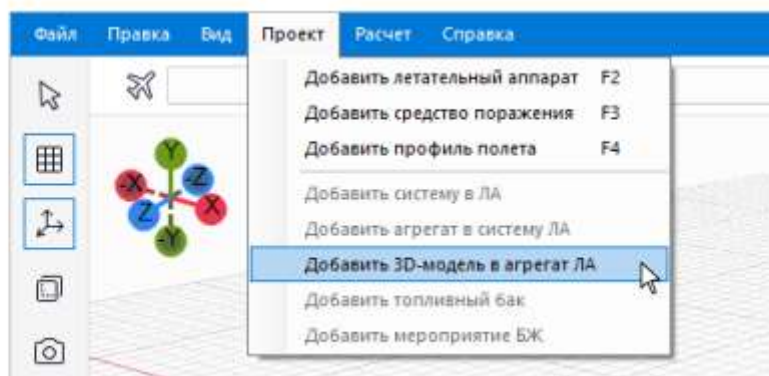 Файл Правка Вид Проект Расчет Справка
Добавить летательный аппарат F2
Добавить средство поражения F3
Добавить профиль полета F4
Добавить систему в ЛА
Добавить агрегат в систему ЛА
Добавить 3D-модель в агрегат ЛА
Добавить топливный бак
Добавить мероприятие БЖ
Y
-X
-Z
Z
X
-Y